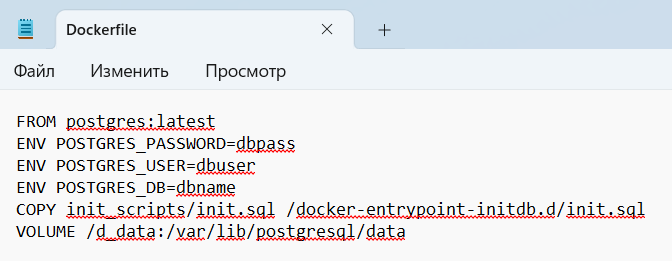 Dockerfile
Файл Изменить Просмотр
FROM postgres:latest
ENV POSTGRES_PASSWORD=dbpass
ENV POSTGRES_USER=dbuser
ENV POSTGRES_DB=dbname
COPY init_scripts/init.sql /docker-entrypoint-initdb.d/init.sql
VOLUME /d_data:/var/lib/postgresql/data